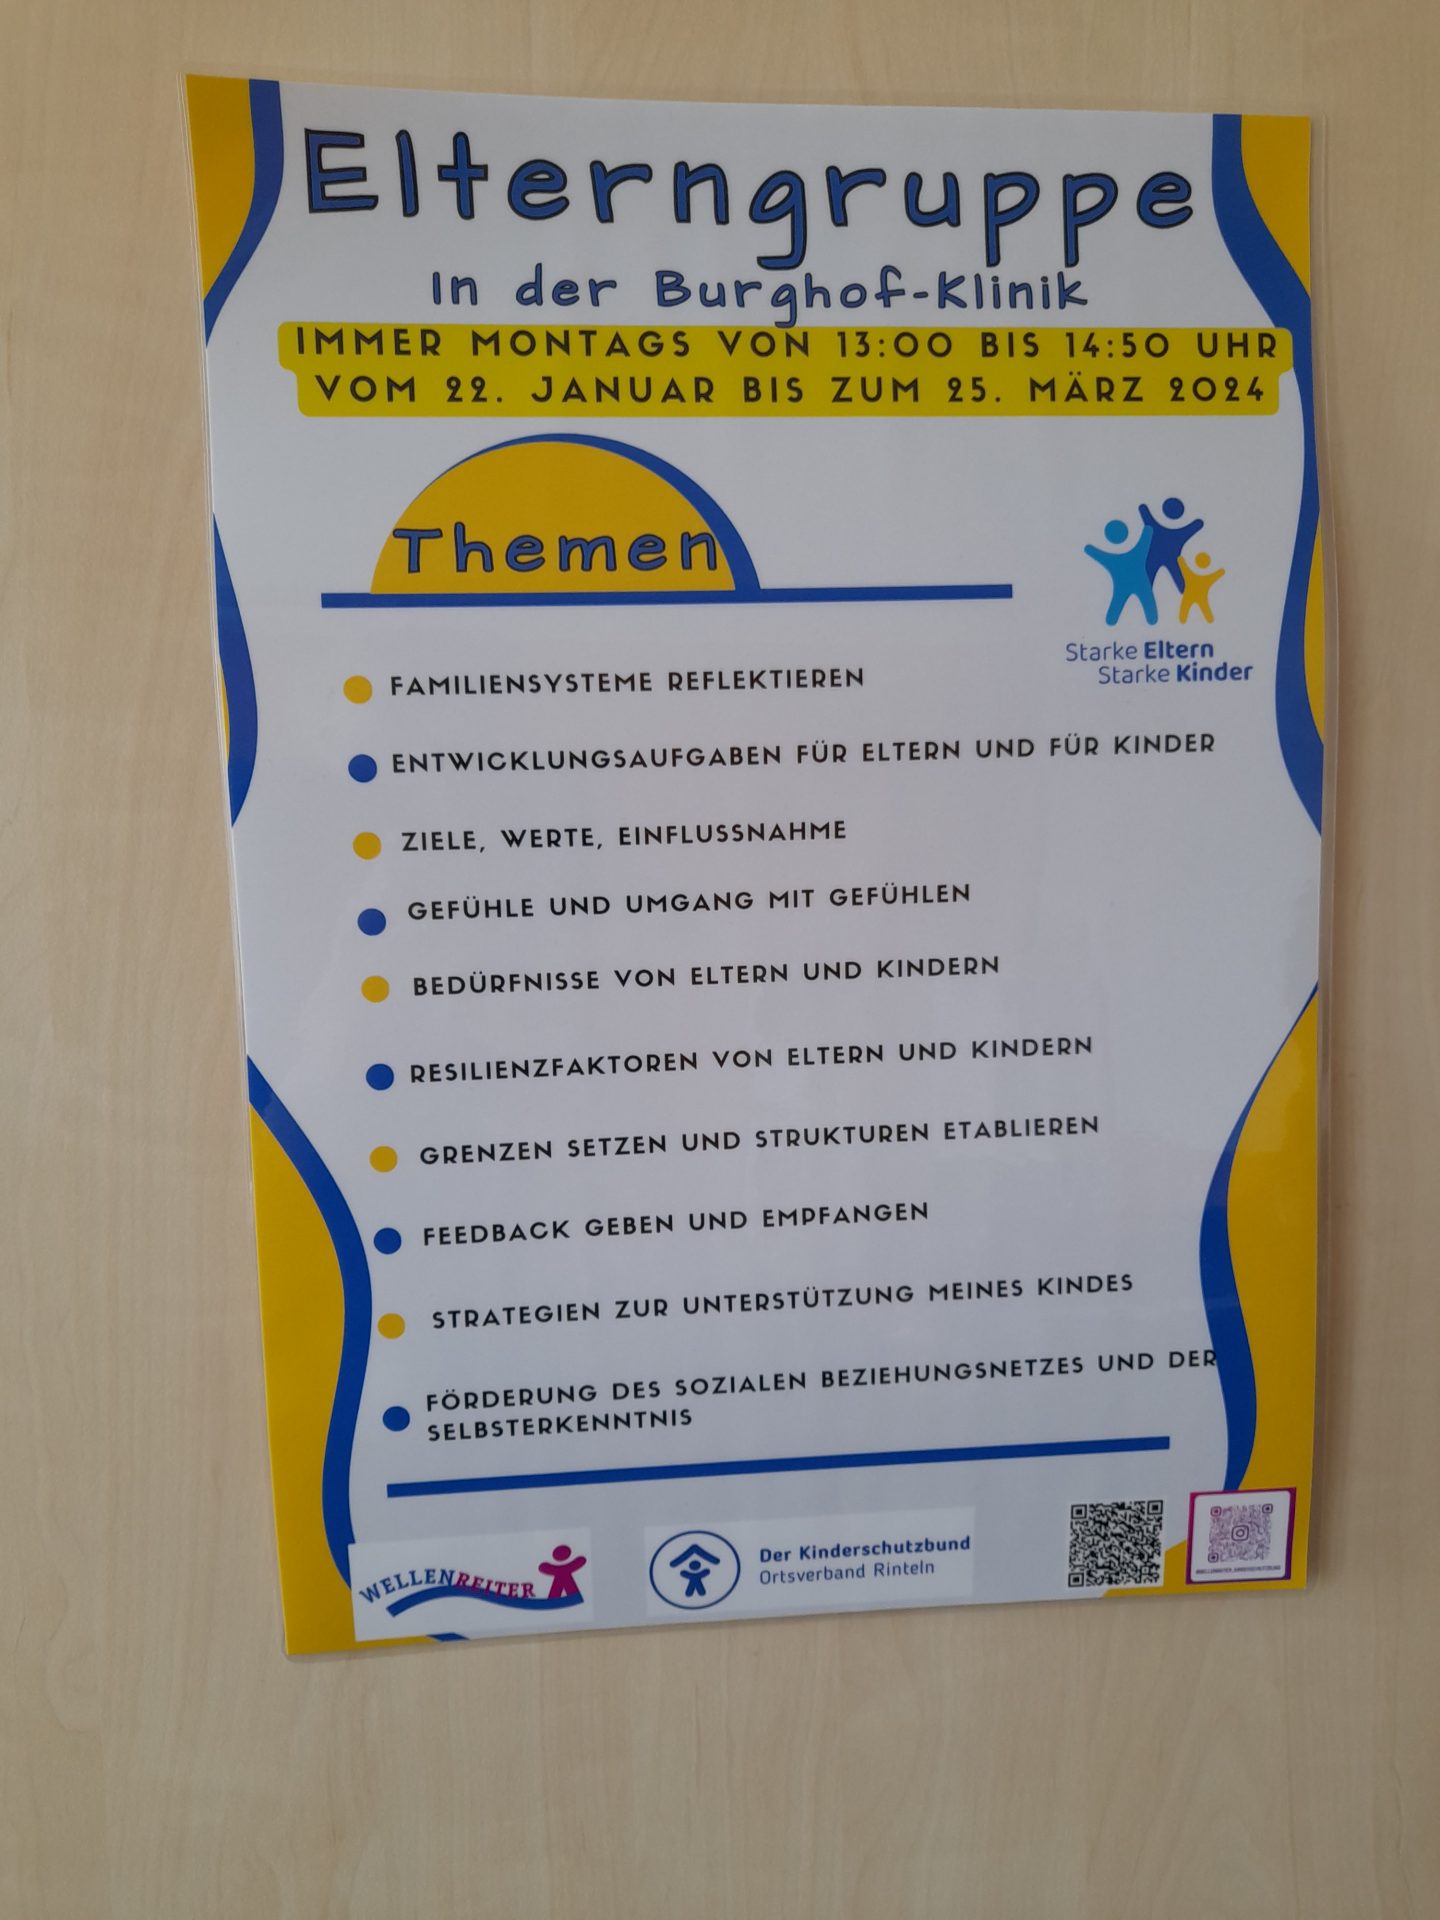 Elterngruppe
In der Burghof-Klinik
IMMER MONTAGS VON 13:00 BIS 14:50 UHR
VOM 22. JANUAR BIS ZUM 25. MÄRZ 2024
Themen
Starke Eltern
Starke Kinder
FAMILIENSYSTEME REFLEKTIEREN
ENTWICKLUNGSAUFGABEN FÜR ELTERN UND FÜR KINDER
ZIELE, WERTE, EINFLUSSNAHME
GEFÜHLE UND UMGANG MIT GEFÜHLEN
BEDÜRFNISSE VON ELTERN UND KINDERN
RESILIENZFAKTOREN VON ELTERN UND KINDERN
GRENZEN SETZEN UND STRUKTUREN ETABLIEREN
FEEDBACK GEBEN UND EMPFANGEN
STRATEGIEN ZUR UNTERSTÜTZUNG MEINES KINDES
FÖRDERUNG DES SOZIALEN BEZIEHUNGSNETZES UND DER
SELBSTERKENNTNIS
WELLENREITER
Der Kinderschutzbund
Ortsverband Rinteln